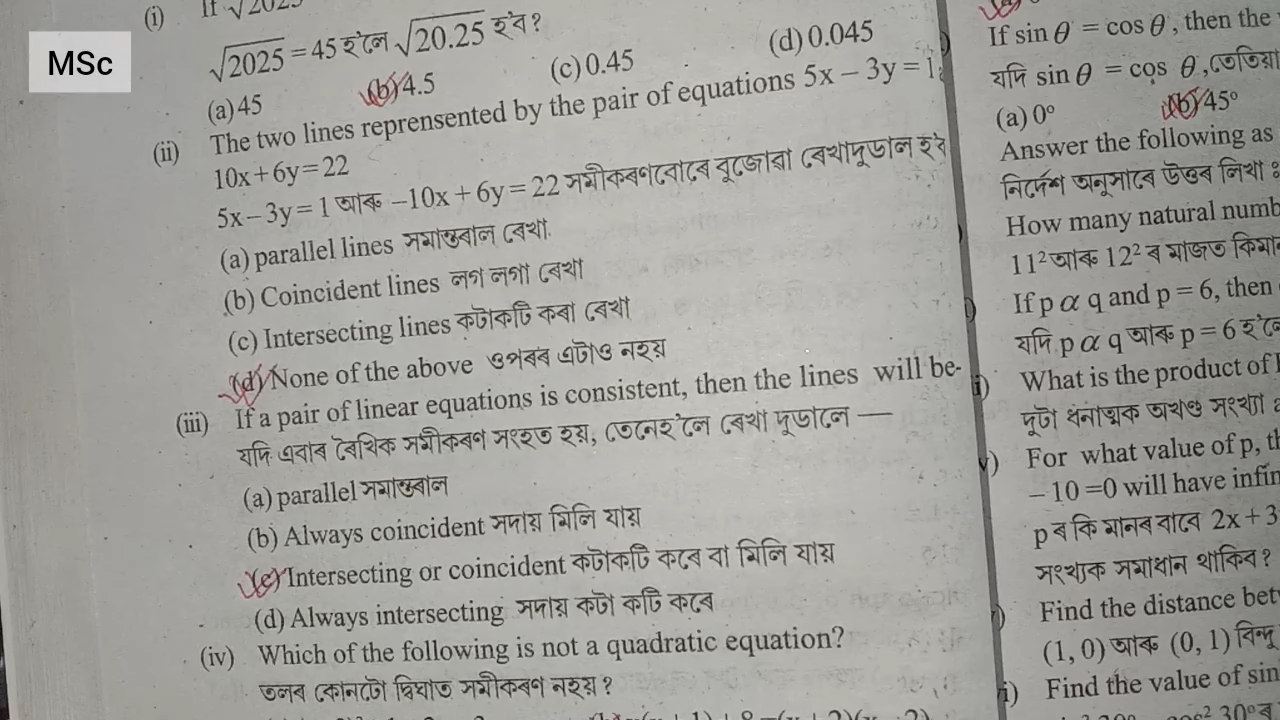 MSc
(i) If √2025
√2025 = 45 হ'লে √20.25 হ'ব?
(a) 45 (b) 4.5 (c) 0.45 (d) 0.045
(ii) The two lines reprensented by the pair of equations 5x – 3y = 1,
10x + 6y = 22
5x – 3y = 1 আৰু –10x + 6y = 22 সমীকৰণবোৰে বুজোৱা ৰেখাদুডাল হ'ব
(a) parallel lines সমান্তৰাল ৰেখা
(b) Coincident lines লগ লগা ৰেখা
(c) Intersecting lines কটাকটি কৰা ৰেখা
(d) None of the above ওপৰৰ এটাও নহয়
(iii) If a pair of linear equations is consistent, then the lines will be-
যদি এযাৰ ৰৈখিক সমীকৰণ সংহত হয়, তেনেহ'লে ৰেখা দুডালে —
(a) parallel সমান্তৰাল
(b) Always coincident সদায় মিলি যায়
(c) Intersecting or coincident কটাকটি কৰে বা মিলি যায়
(d) Always intersecting সদায় কটা কটি কৰে
(iv) Which of the following is not a quadratic equation?
তলৰ কোনটো দ্বিঘাত সমীকৰণ নহয়?
If sin θ = cos θ, then the
যদি sin θ = cos θ, তেতিয়া
(a) 0° (b) 45°
Answer the following as
নিৰ্দেশ অনুসাৰে উত্তৰ লিখা ঃ
How many natural numb
11² আৰু 12² ৰ মাজত কিমান
If p α q and p = 6, then
যদি p α q আৰু p = 6 হ'লে
What is the product of
দুটা ধনাত্মক অখণ্ড সংখ্যা
For what value of p, th
– 10 = 0 will have infin
p ৰ কি মানৰ বাবে 2x + 3
সংখ্যক সমাধান থাকিব?
Find the distance bet
(1, 0) আৰু (0, 1) বিন্দু
Find the value of sin